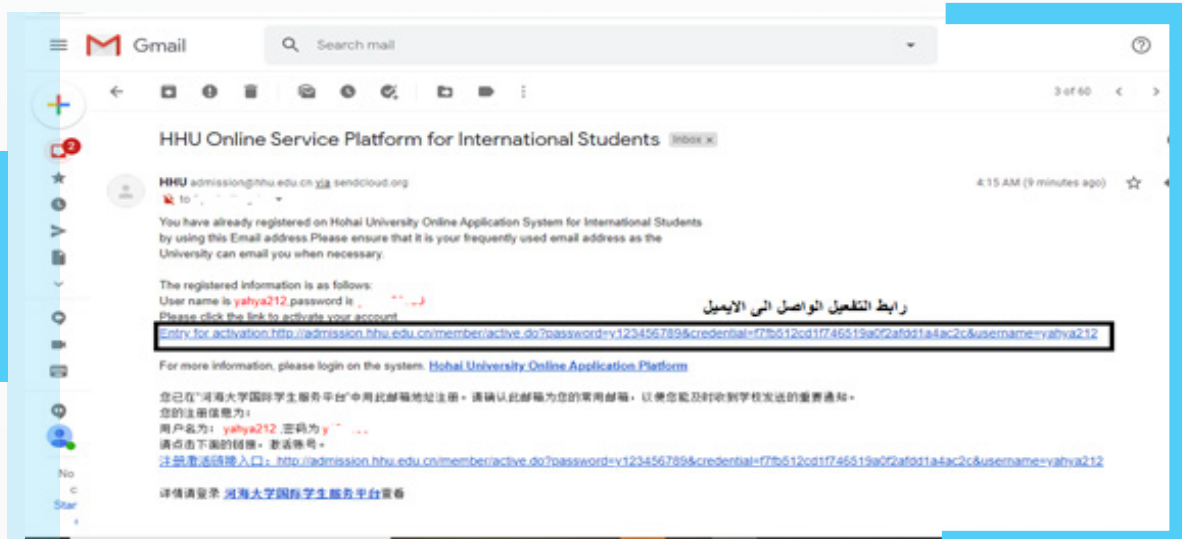 Gmail
Search mail
3 of 60
HHU Online Service Platform for International Students Inbox x
HHU admission@hhu.edu.cn via sendcloud.org
4:15 AM (9 minutes ago)
to
You have already registered on Hohai University Online Application System for International Students
by using this Email address.Please ensure that it is your frequently used email address as the
University can email you when necessary.
The registered information is as follows:
User name is yahya212,password is
رابط التفعيل الواصل الى الايميل
Please click the link to activate your account
Entry for activation:http://admission.hhu.edu.cn/member/active.do?password=y123456789&credential=f7fb512cd1f746519a0f2afdd1a4ac2c&username=yahya212
For more information, please login on the system. Hohai University Online Application Platform
您已在"河海大学国际学生服务平台"中用此邮箱地址注册。请确认此邮箱为您的常用邮箱，以便您能及时收到学校发送的重要通知。
您的注册信息为：
用户名为： yahya212 ,密码为 y
请点击下面的链接，激活账号。
注册激活链接入口：http://admission.hhu.edu.cn/member/active.do?password=y123456789&credential=f7fb512cd1f746519a0f2afdd1a4ac2c&username=yahya212
详情请登录 河海大学国际学生服务平台查看
2
No
c
Star